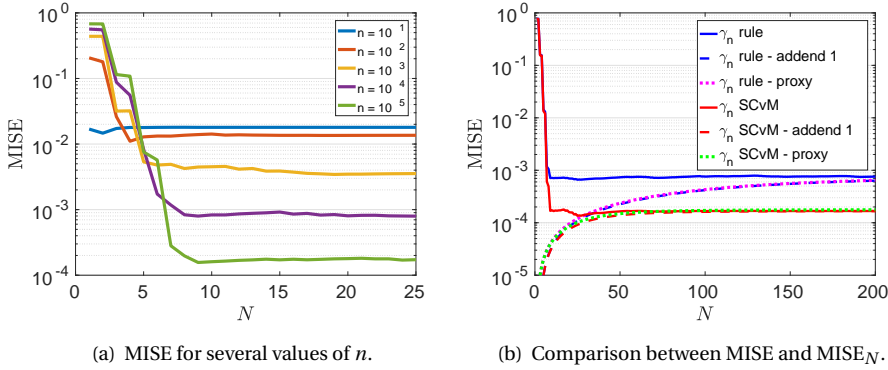 10^0
10^-1
10^-2
10^-3
10^-4
MISE
0
5
10
15
20
25
N
n = 10^1
n = 10^2
n = 10^3
n = 10^4
n = 10^5
(a) MISE for several values of n.
10^0
10^-1
10^-2
10^-3
10^-4
10^-5
MISE
0
50
100
150
200
N
γ_n rule
γ_n rule - addend 1
γ_n rule - proxy
γ_n SCvM
γ_n SCvM - addend 1
γ_n SCvM - proxy
(b) Comparison between MISE and MISE_N.